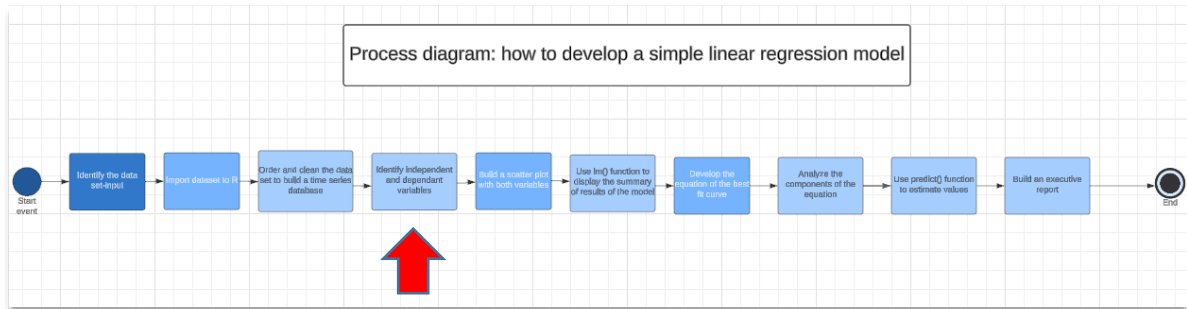 Process diagram: how to develop a simple linear regression model
Start
event
Identify the data
set-input
Import dataset to R
Order and clean the data
set to build a time series
database
Identify independent
and dependant
variables
Build a scatter plot
with both variables
Use lm() function to
display the summary
of results of the model
Develop the
equation of the best
fit curve
Analyze the
components of the
equation
Use predict() function
to estimate values
Build an executive
report
End